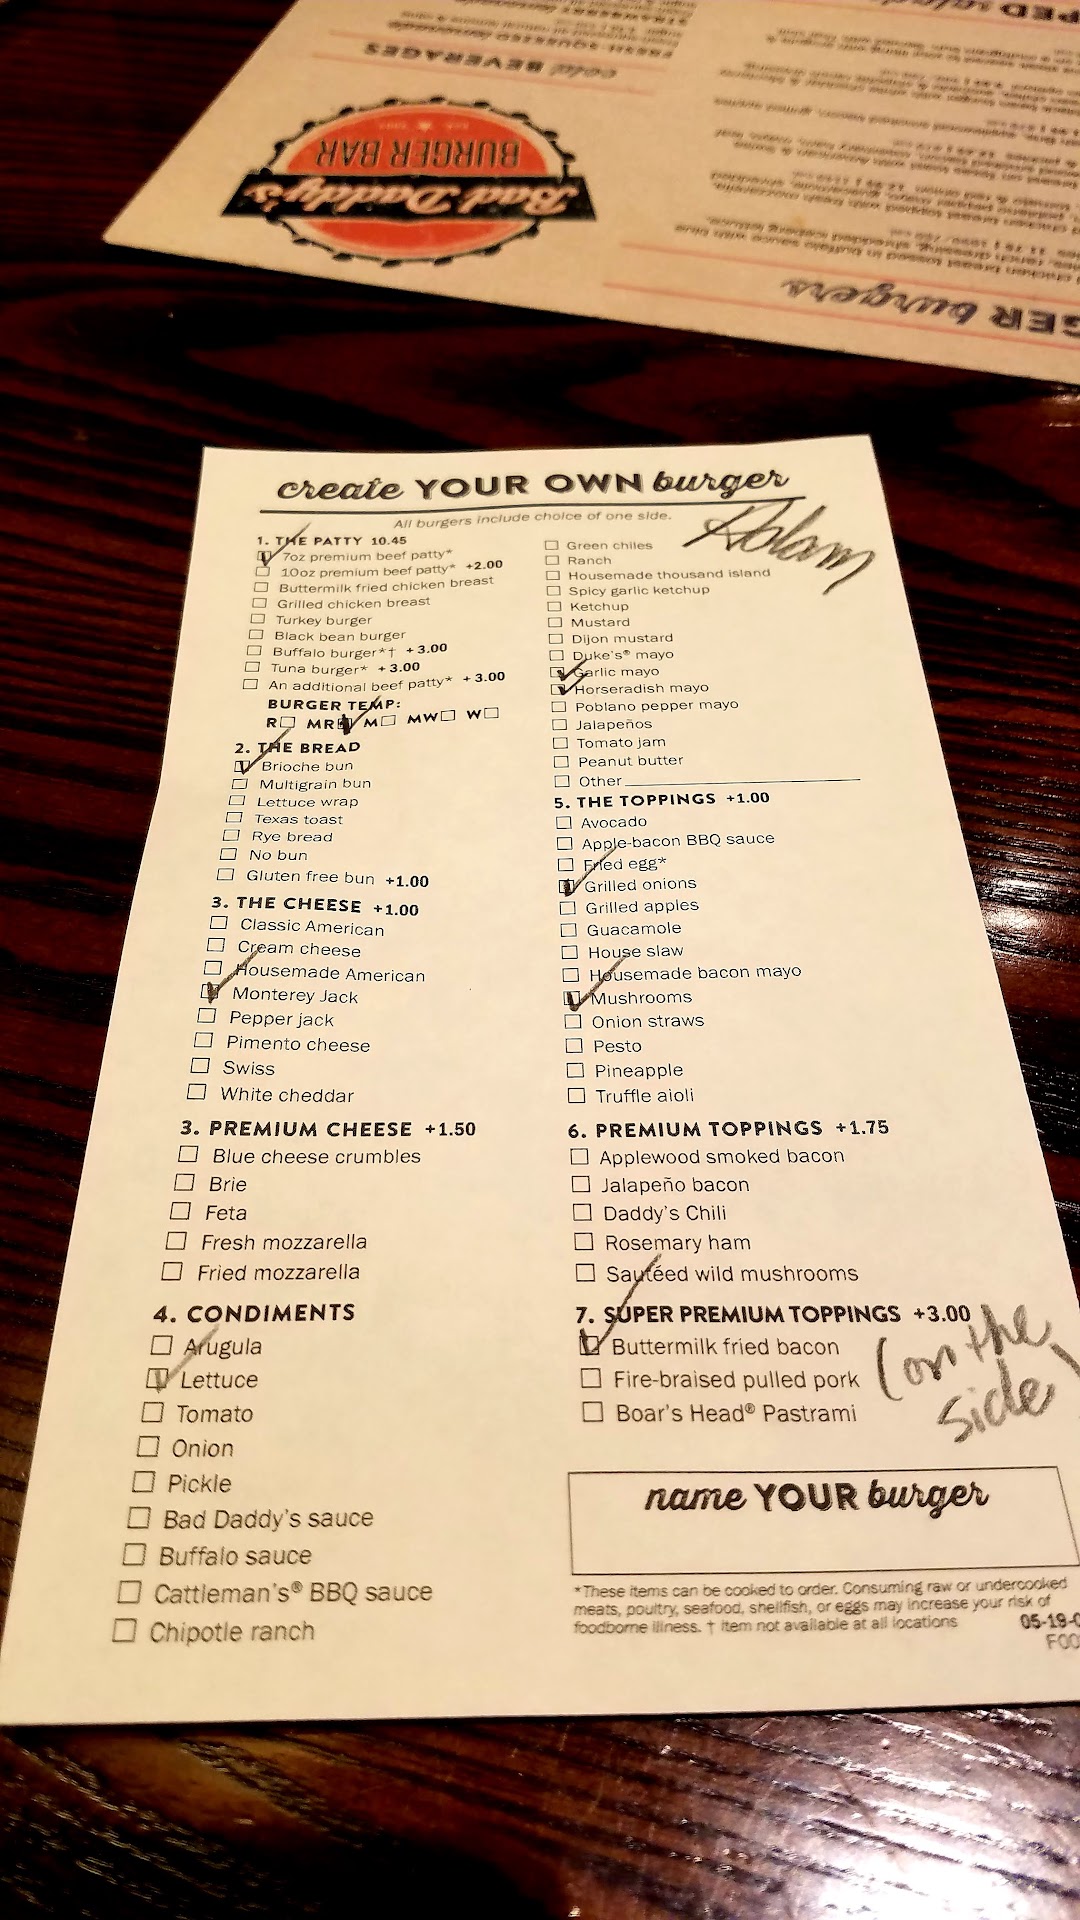 BURGER BAR
Bad Daddy's
cold BEVERAGES
FRESH-SQUEEZED lemonade
burgers
create YOUR OWN burger
All burgers include choice of one side.
Adam
1. THE PATTY 10.45
7oz premium beef patty*
10oz premium beef patty* +2.00
Buttermilk fried chicken breast
Grilled chicken breast
Turkey burger
Black bean burger
Buffalo burger*† +3.00
Tuna burger* +3.00
An additional beef patty* +3.00
BURGER TEMP:
R MR M MW W
2. THE BREAD
Brioche bun
Multigrain bun
Lettuce wrap
Texas toast
Rye bread
No bun
Gluten free bun +1.00
3. THE CHEESE +1.00
Classic American
Cream cheese
Housemade American
Monterey Jack
Pepper jack
Pimento cheese
Swiss
White cheddar
3. PREMIUM CHEESE +1.50
Blue cheese crumbles
Brie
Feta
Fresh mozzarella
Fried mozzarella
4. CONDIMENTS
Arugula
Lettuce
Tomato
Onion
Pickle
Bad Daddy's sauce
Buffalo sauce
Cattleman's® BBQ sauce
Chipotle ranch
Green chiles
Ranch
Housemade thousand island
Spicy garlic ketchup
Ketchup
Mustard
Dijon mustard
Duke's® mayo
Garlic mayo
Horseradish mayo
Poblano pepper mayo
Jalapeños
Tomato jam
Peanut butter
Other
5. THE TOPPINGS +1.00
Avocado
Apple-bacon BBQ sauce
Fried egg*
Grilled onions
Grilled apples
Guacamole
House slaw
Housemade bacon mayo
Mushrooms
Onion straws
Pesto
Pineapple
Truffle aioli
6. PREMIUM TOPPINGS +1.75
Applewood smoked bacon
Jalapeño bacon
Daddy's Chili
Rosemary ham
Sautéed wild mushrooms
7. SUPER PREMIUM TOPPINGS +3.00
Buttermilk fried bacon
Fire-braised pulled pork
Boar's Head® Pastrami
(on the
side)
name YOUR burger
*These items can be cooked to order. Consuming raw or undercooked
meats, poultry, seafood, shellfish, or eggs may increase your risk of
foodborne illness. † Item not available at all locations
05-19-0
FOO